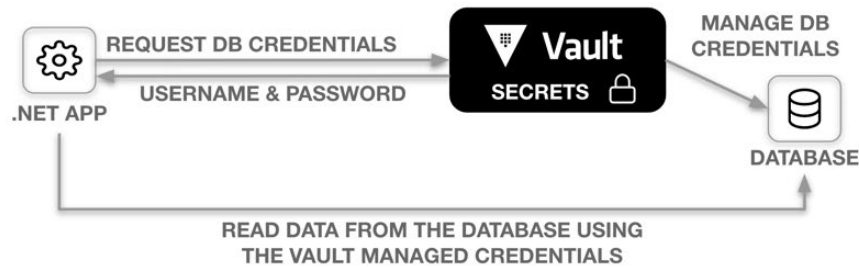 REQUEST DB CREDENTIALS
USERNAME & PASSWORD
.NET APP
Vault
SECRETS
MANAGE DB
CREDENTIALS
DATABASE
READ DATA FROM THE DATABASE USING
THE VAULT MANAGED CREDENTIALS